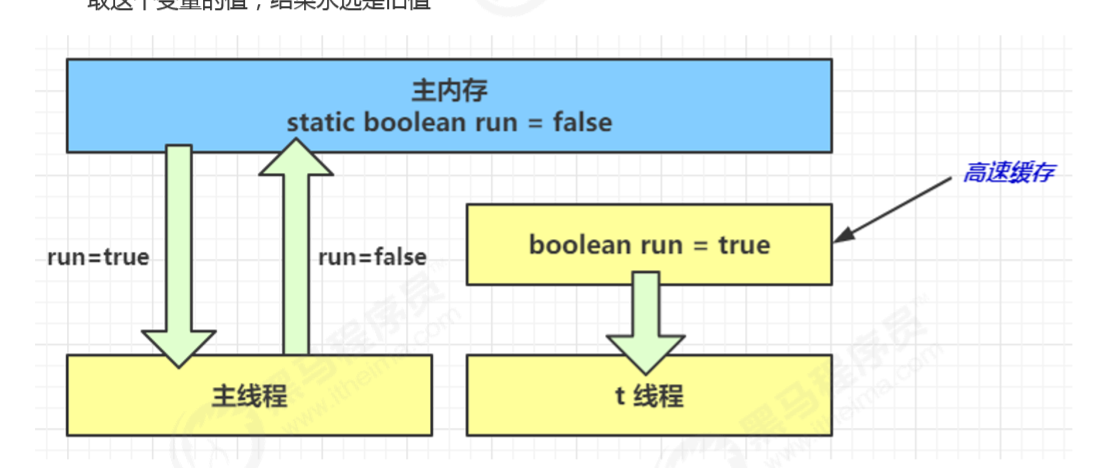 取这个变量的值，结果永远是旧值
主内存
static boolean run = false
高速缓存
boolean run = true
run=true
run=false
主线程
t 线程
黑马程序员
www.itheima.com
黑马程序员
www.itheima.com